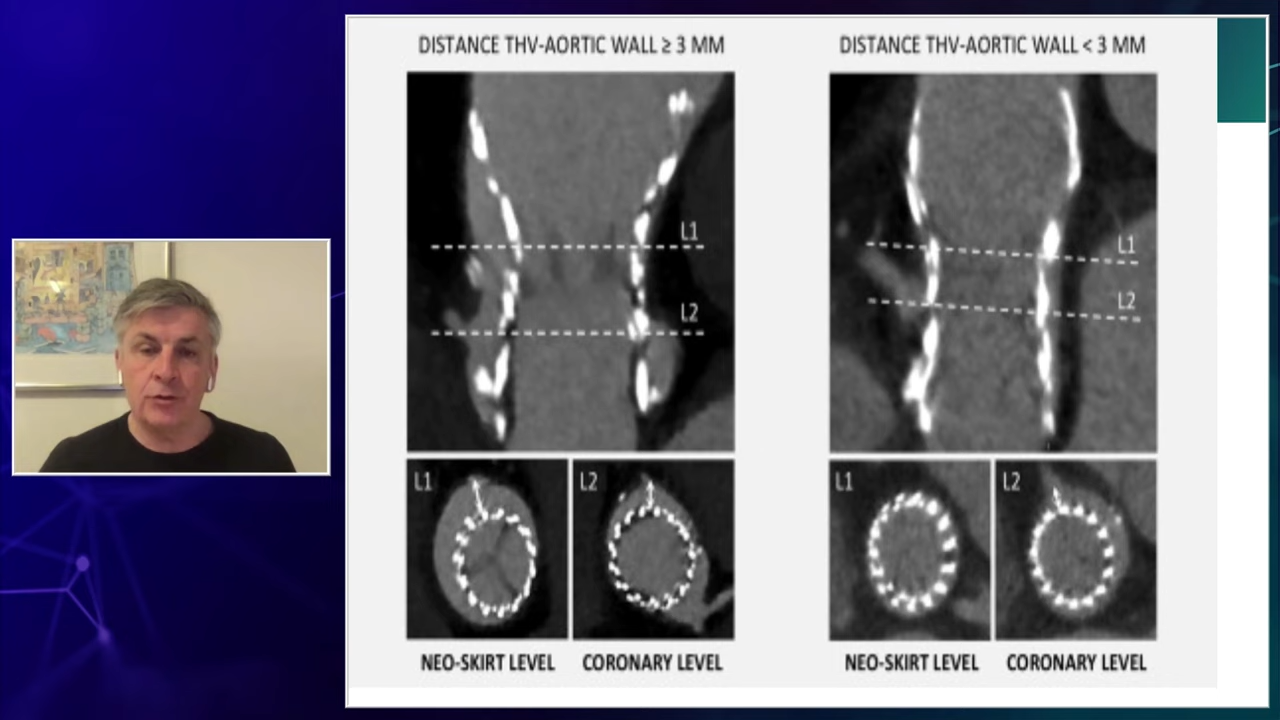 DISTANCE THV-AORTIC WALL ≥ 3 MM
DISTANCE THV-AORTIC WALL < 3 MM
L1
L2
L1
L2
L1
L2
L1
L2
NEO-SKIRT LEVEL
CORONARY LEVEL
NEO-SKIRT LEVEL
CORONARY LEVEL